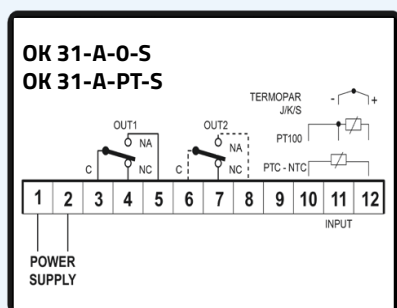 OK 31-A-0-S
OK 31-A-PT-S
TERMOPAR
J/K/S
- +
OUT1
OUT2
PT100
NA
NA
C
NC
C
NC
PTC - NTC
1 2 3 4 5 6 7 8 9 10 11 12
INPUT
POWER
SUPPLY